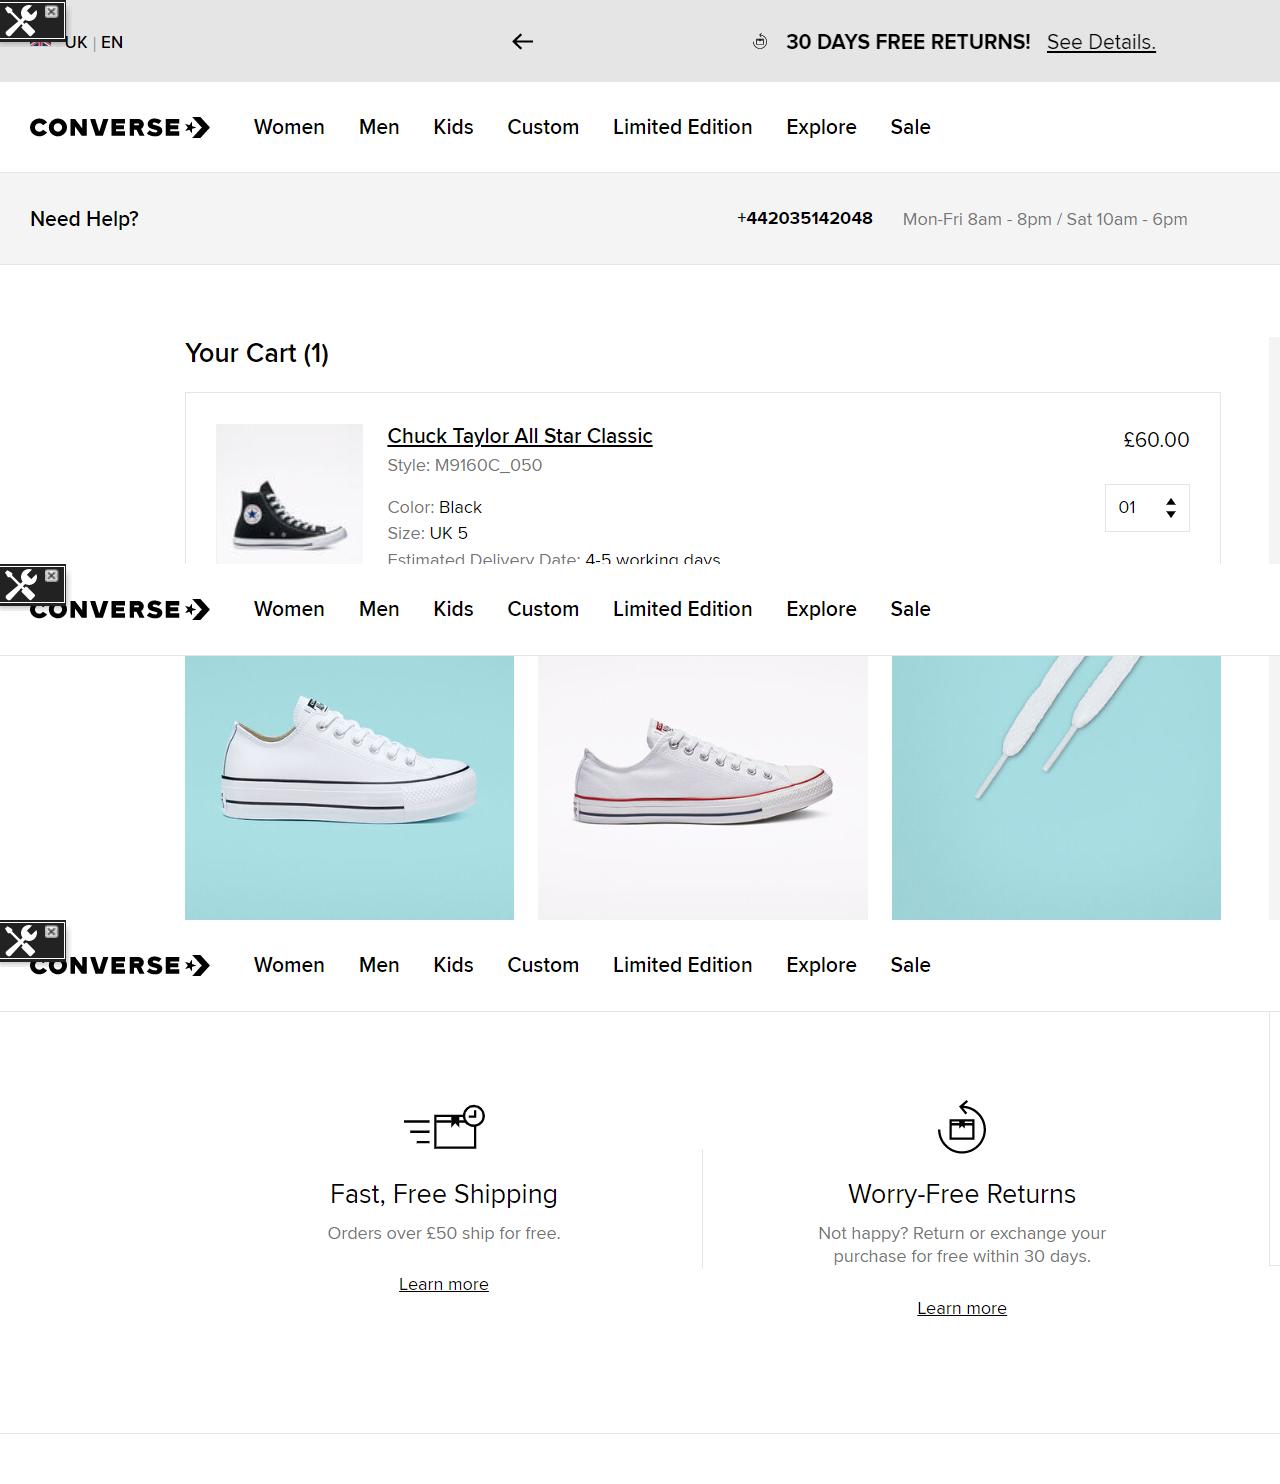 UK | EN
30 DAYS FREE RETURNS! See Details.
CONVERSE
Women Men Kids Custom Limited Edition Explore Sale
Need Help?
+442035142048 Mon-Fri 8am - 8pm / Sat 10am - 6pm
Your Cart (1)
Chuck Taylor All Star Classic
£60.00
Style: M9160C_050
Color: Black
01
Size: UK 5
Estimated Delivery Date: 4-5 working days
CONVERSE
Women Men Kids Custom Limited Edition Explore Sale
CONVERSE
Women Men Kids Custom Limited Edition Explore Sale
Fast, Free Shipping
Orders over £50 ship for free.
Learn more
Worry-Free Returns
Not happy? Return or exchange your
purchase for free within 30 days.
Learn more